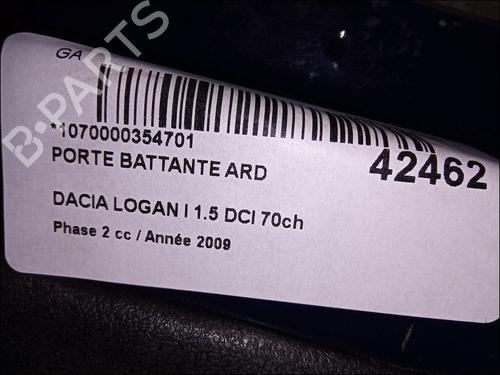 GA
*1070000354701
42462
PORTE BATTANTE ARD
DACIA LOGAN I 1.5 DCI 70ch
Phase 2 cc / Année 2009
B-PARTS